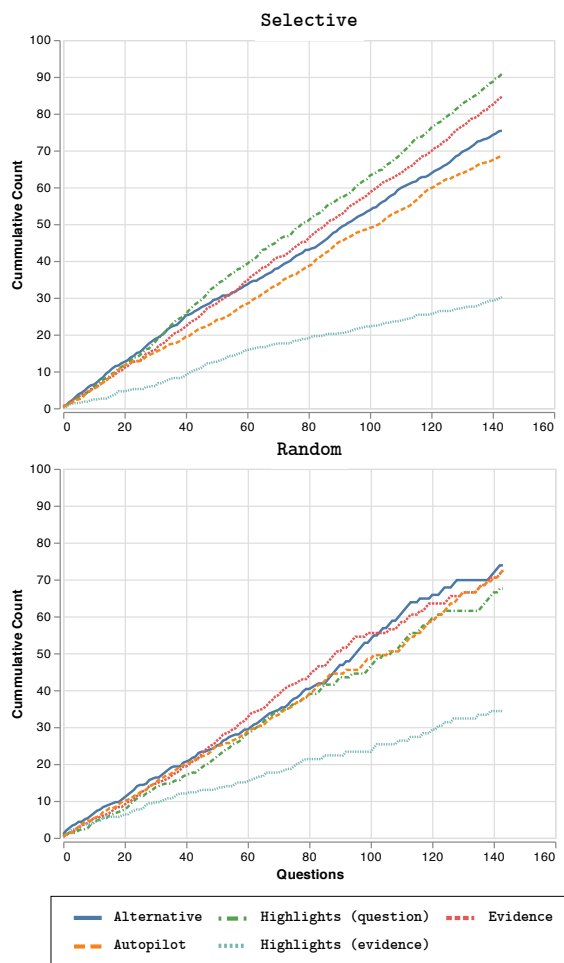 Selective
100
90
80
70
60
50
40
30
20
10
0
Cummulative Count
0 20 40 60 80 100 120 140 160
Random
100
90
80
70
60
50
40
30
20
10
0
Cummulative Count
0 20 40 60 80 100 120 140 160
Questions
Alternative Highlights (question) Evidence
Autopilot Highlights (evidence)